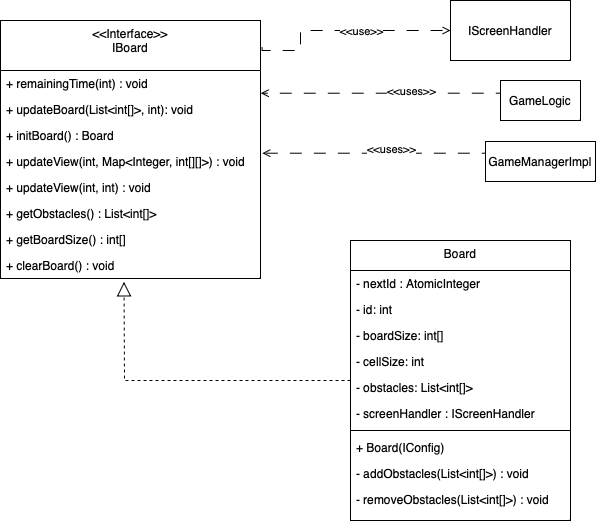 <<Interface>>
IBoard
+ remainingTime(int) : void
+ updateBoard(List<int[]>, int): void
+ initBoard() : Board
+ updateView(int, Map<Integer, int[][]>) : void
+ updateView(int, int) : void
+ getObstacles() : List<int[]>
+ getBoardSize() : int[]
+ clearBoard() : void
<<use>>
IScreenHandler
<<uses>>
GameLogic
<<uses>>
GameManagerImpl
Board
- nextId : AtomicInteger
- id: int
- boardSize: int[]
- cellSize: int
- obstacles: List<int[]>
- screenHandler : IScreenHandler
+ Board(IConfig)
- addObstacles(List<int[]>) : void
- removeObstacles(List<int[]>) : void